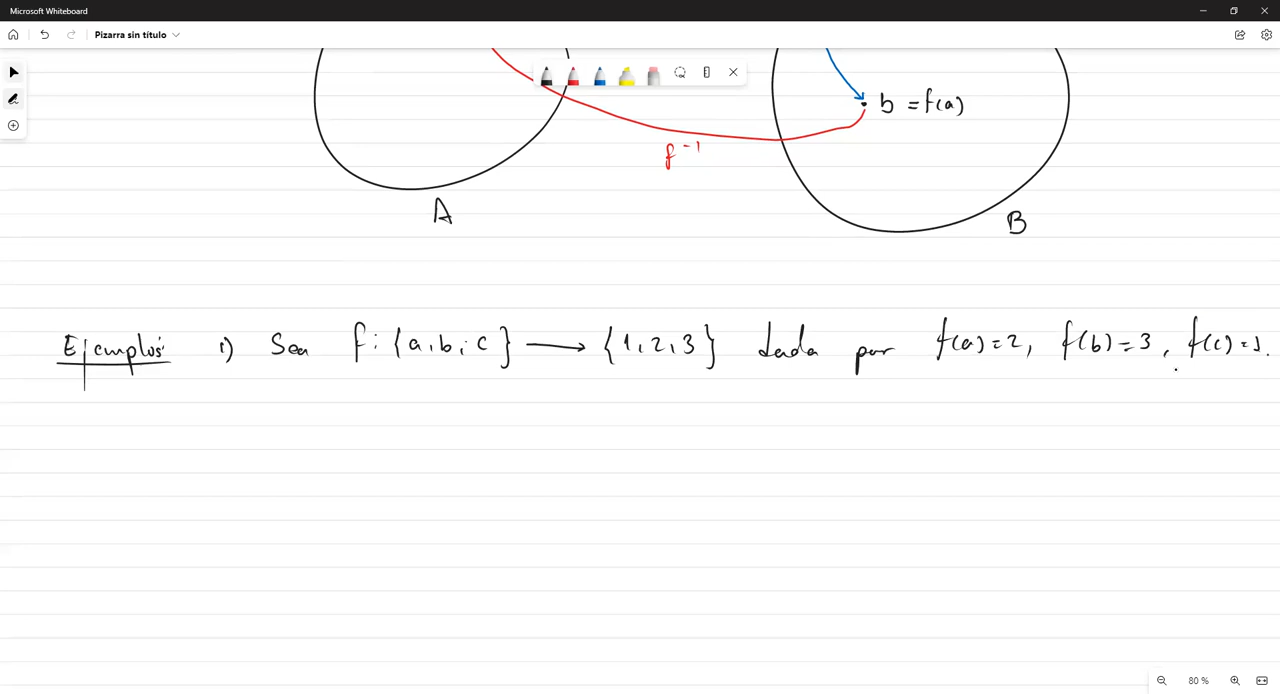 Microsoft Whiteboard
Pizarra sin título
b = f(a)
f⁻¹
A
B
Ejemplos: 1) Sea f: {a, b, c} ⟶ {1, 2, 3} dada por f(a) = 2, f(b) = 3, f(c) = 1.
80 %